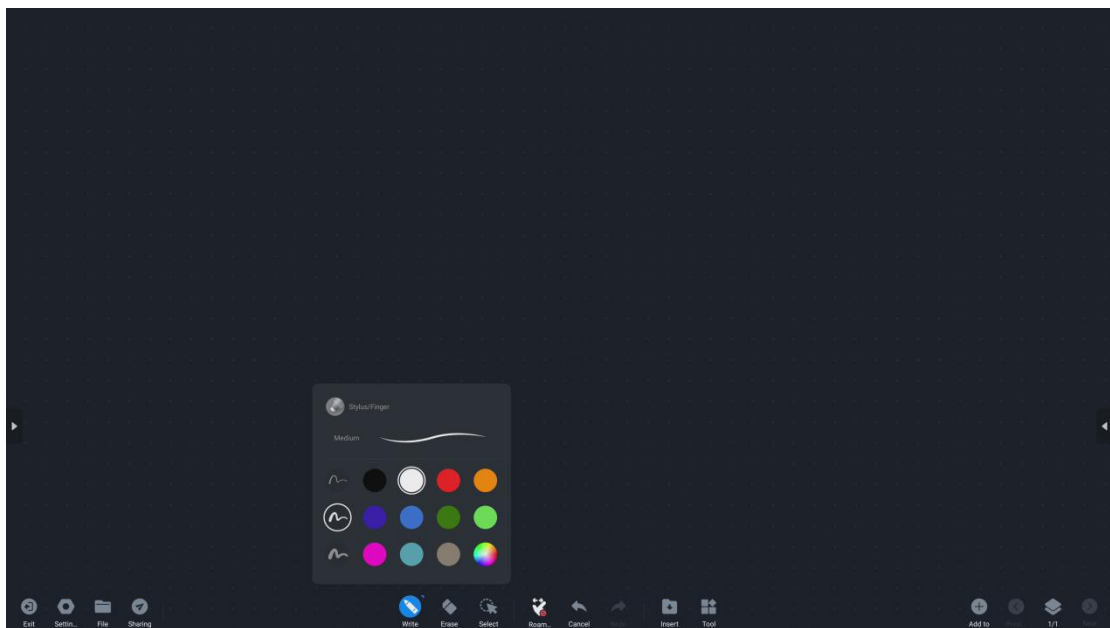 Stylus/Finger
Medium
Exit Settin... File Sharing Write Erase Select Roam... Cancel Insert Tool Add to 1/1